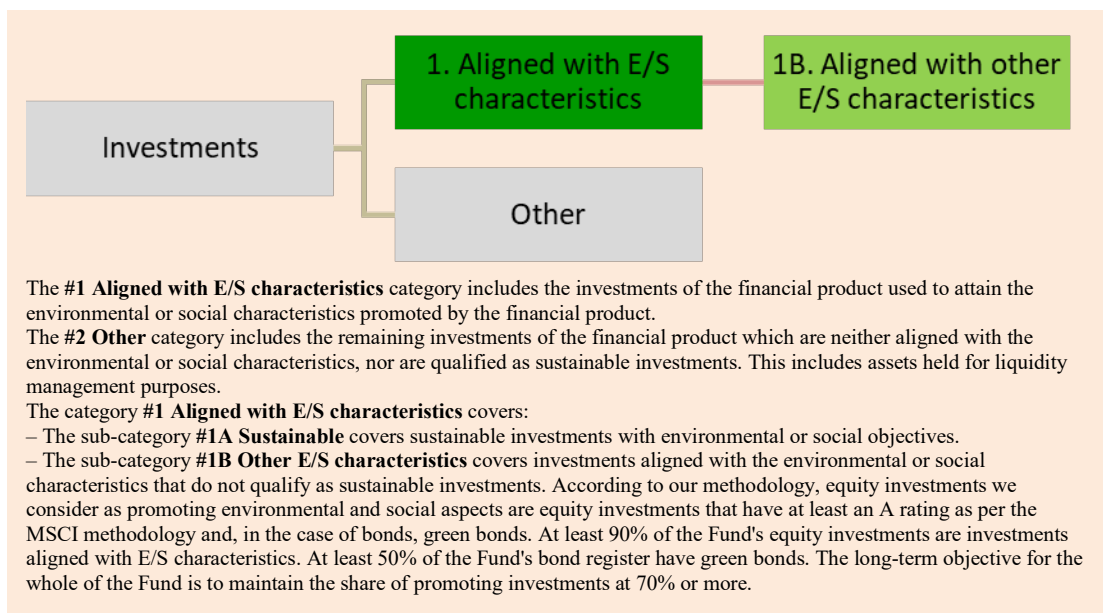 1. Aligned with E/S
characteristics
1B. Aligned with other
E/S characteristics
Investments
Other
The #1 Aligned with E/S characteristics category includes the investments of the financial product used to attain the
environmental or social characteristics promoted by the financial product.
The #2 Other category includes the remaining investments of the financial product which are neither aligned with the
environmental or social characteristics, nor are qualified as sustainable investments. This includes assets held for liquidity
management purposes.
The category #1 Aligned with E/S characteristics covers:
– The sub-category #1A Sustainable covers sustainable investments with environmental or social objectives.
– The sub-category #1B Other E/S characteristics covers investments aligned with the environmental or social
characteristics that do not qualify as sustainable investments. According to our methodology, equity investments we
consider as promoting environmental and social aspects are equity investments that have at least an A rating as per the
MSCI methodology and, in the case of bonds, green bonds. At least 90% of the Fund's equity investments are investments
aligned with E/S characteristics. At least 50% of the Fund's bond register have green bonds. The long-term objective for the
whole of the Fund is to maintain the share of promoting investments at 70% or more.